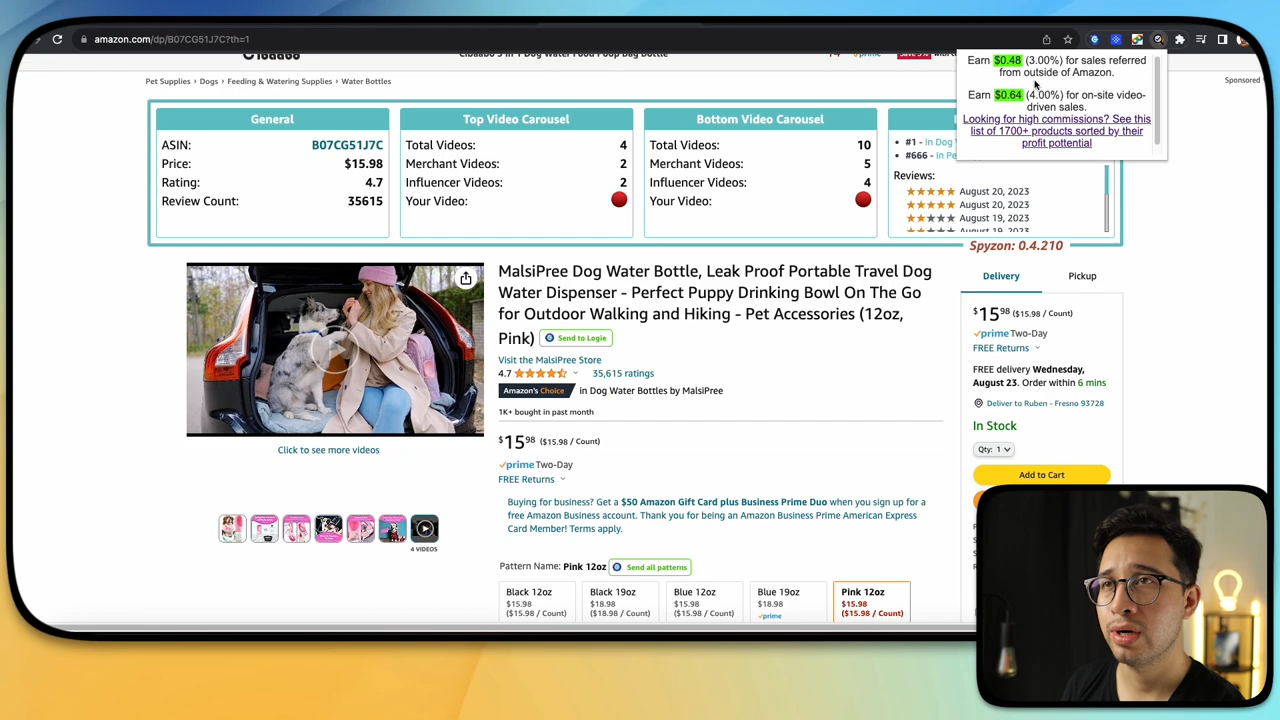 amazon.com/dp/B07CG51J7C?th=1
Earn $0.48 (3.00%) for sales referred
from outside of Amazon.
Earn $0.64 (4.00%) for on-site video-
driven sales.
Looking for high commissions? See this
list of 1700+ products sorted by their
profit pottential
Sponsored
Pet Supplies › Dogs › Feeding & Watering Supplies › Water Bottles
General
ASIN: B07CG51J7C
Price: $15.98
Rating: 4.7
Review Count: 35615
Top Video Carousel
Total Videos: 4
Merchant Videos: 2
Influencer Videos: 2
Your Video:
Bottom Video Carousel
Total Videos: 10
Merchant Videos: 5
Influencer Videos: 4
Your Video:
• #1 - in Dog
• #666 - in Pe
Reviews:
★★★★★ August 20, 2023
★★★★★ August 20, 2023
★★★★★ August 19, 2023
August 19, 2023
Spyzon: 0.4.210
Click to see more videos
4 VIDEOS
MalsiPree Dog Water Bottle, Leak Proof Portable Travel Dog
Water Dispenser - Perfect Puppy Drinking Bowl On The Go
for Outdoor Walking and Hiking - Pet Accessories (12oz,
Pink) Send to Logie
Visit the MalsiPree Store
4.7 ★★★★★ 35,615 ratings
Amazon's Choice in Dog Water Bottles by MalsiPree
1K+ bought in past month
$1598 ($15.98 / Count)
prime Two-Day
FREE Returns
Buying for business? Get a $50 Amazon Gift Card plus Business Prime Duo when you sign up for a
free Amazon Business account. Thank you for being an Amazon Business Prime American Express
Card Member! Terms apply.
Pattern Name: Pink 12oz Send all patterns
Black 12oz
$15.98
($15.98 / Count)
Black 19oz
$18.98
($18.98 / Count)
Blue 12oz
$15.98
($15.98 / Count)
Blue 19oz
$18.98
prime
Pink 12oz
$15.98
($15.98 / Count)
Delivery Pickup
$1598 ($15.98 / Count)
prime Two-Day
FREE Returns
FREE delivery Wednesday,
August 23. Order within 6 mins
Deliver to Ruben - Fresno 93728
In Stock
Qty: 1
Add to Cart